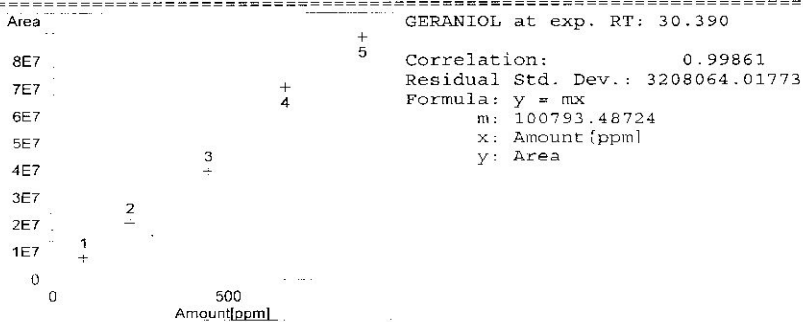 Area
8E7
7E7
6E7
5E7
4E7
3E7
2E7
1E7
0
1
2
3
4
5
0 500
Amount[ppm]
GERANIOL at exp. RT: 30.390
Correlation: 0.99861
Residual Std. Dev.: 3208064.01773
Formula: y = mx
m: 100793.48724
x: Amount[ppm]
y: Area